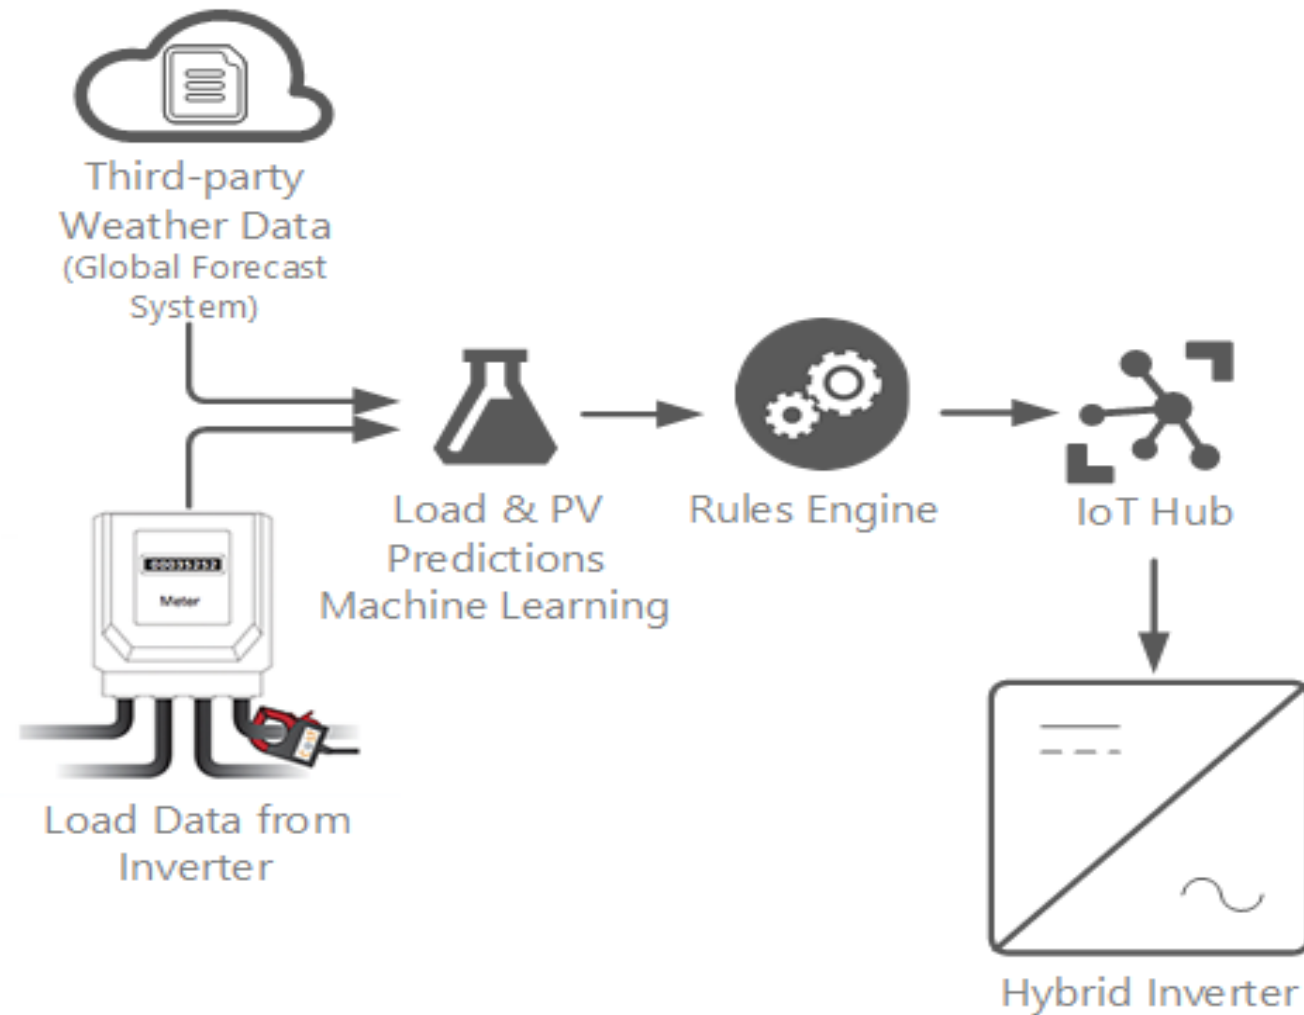 Third-party
Weather Data
(Global Forecast
System)
Load & PV
Predictions
Machine Learning
Rules Engine
IoT Hub
00035252
Meter
Load Data from
Inverter
Hybrid Inverter